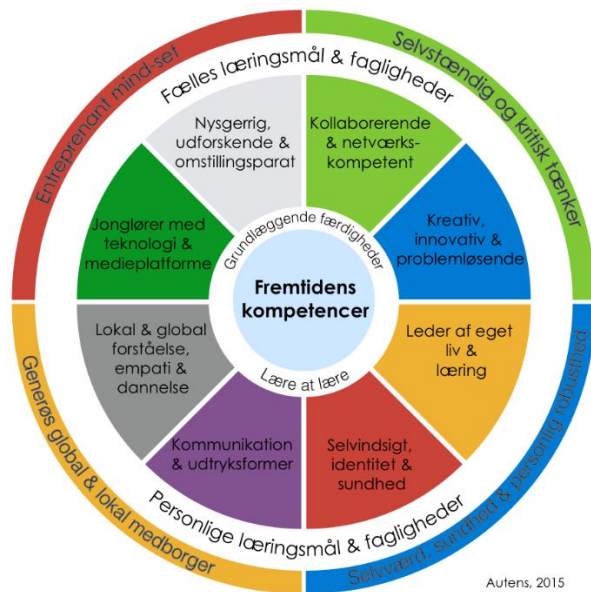 Entreprenant mind-set
Selvstændig og kritisk tænker
Fælles læringsmål & fagligheder
Nysgerrig,
udforskende &
omstillingsparat
Kollaborerende
& netværks-
kompetent
Jonglører med
teknologi &
medieplatforme
Kreativ,
innovativ &
problemløsende
Grundlæggende færdigheder
Fremtidens
kompetencer
Lære at lære
Lokal & global
forståelse,
empati &
dannelse
Leder af eget
liv &
læring
Kommunikation
& udtryksformer
Selvindsigt,
identitet &
sundhed
Personlige læringsmål & fagligheder
Generøs global & lokal medborger
Selvværd, sundhed & personlig robusthed
Autens, 2015